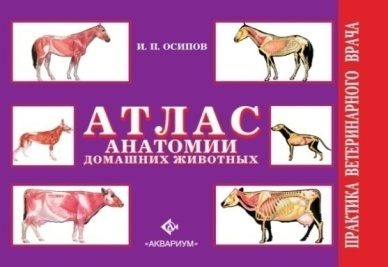 И. П. ОСИПОВ
АТЛАС
АНАТОМИИ
ДОМАШНИХ ЖИВОТНЫХ
«АКВАРИУМ»
ПРАКТИКА ВЕТЕРИНАРНОГО ВРАЧА